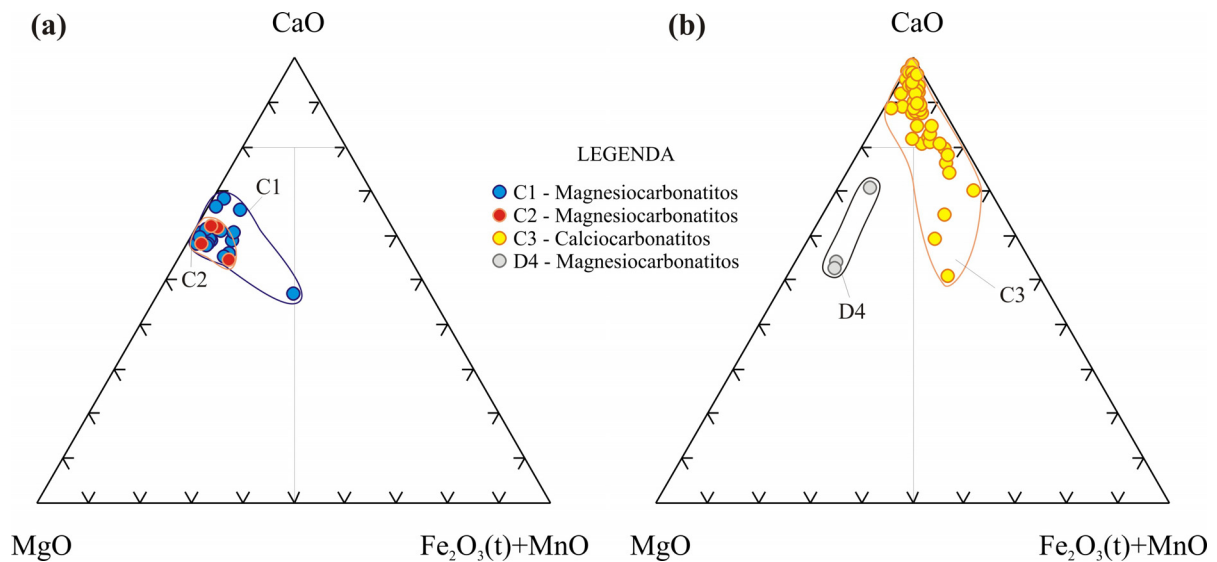 (a)
CaO
C1
C2
MgO
Fe₂O₃(t)+MnO
LEGENDA
C1 - Magnesiocarbonatitos
C2 - Magnesiocarbonatitos
C3 - Calciocarbonatitos
D4 - Magnesiocarbonatitos
(b)
CaO
D4
C3
MgO
Fe₂O₃(t)+MnO